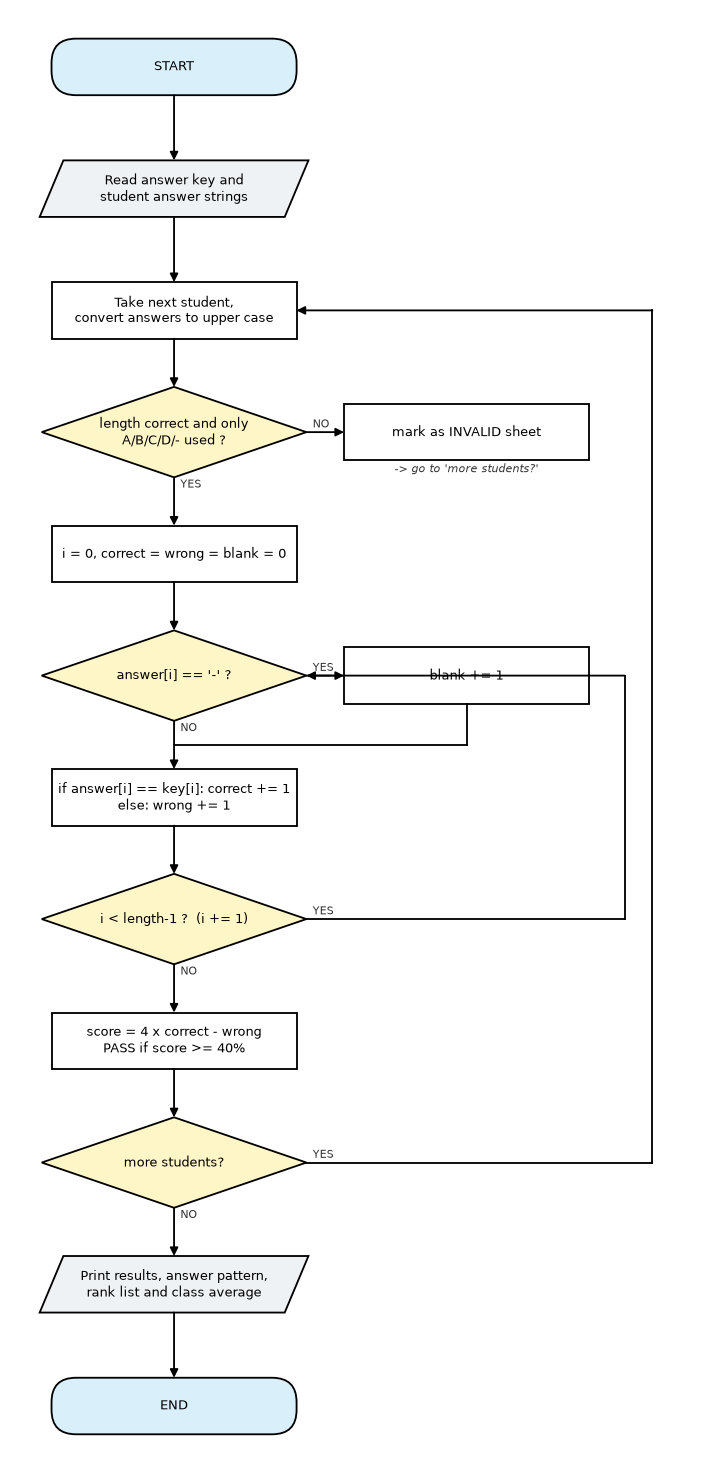 START
Read answer key and
student answer strings
Take next student,
convert answers to upper case
length correct and only
A/B/C/D/- used ?
NO
mark as INVALID sheet
-> go to 'more students?'
YES
i = 0, correct = wrong = blank = 0
answer[i] == '-' ?
YES
blank += 1
NO
if answer[i] == key[i]: correct += 1
else: wrong += 1
i < length-1 ?  (i += 1)
YES
NO
score = 4 x correct - wrong
PASS if score >= 40%
more students?
YES
NO
Print results, answer pattern,
rank list and class average
END